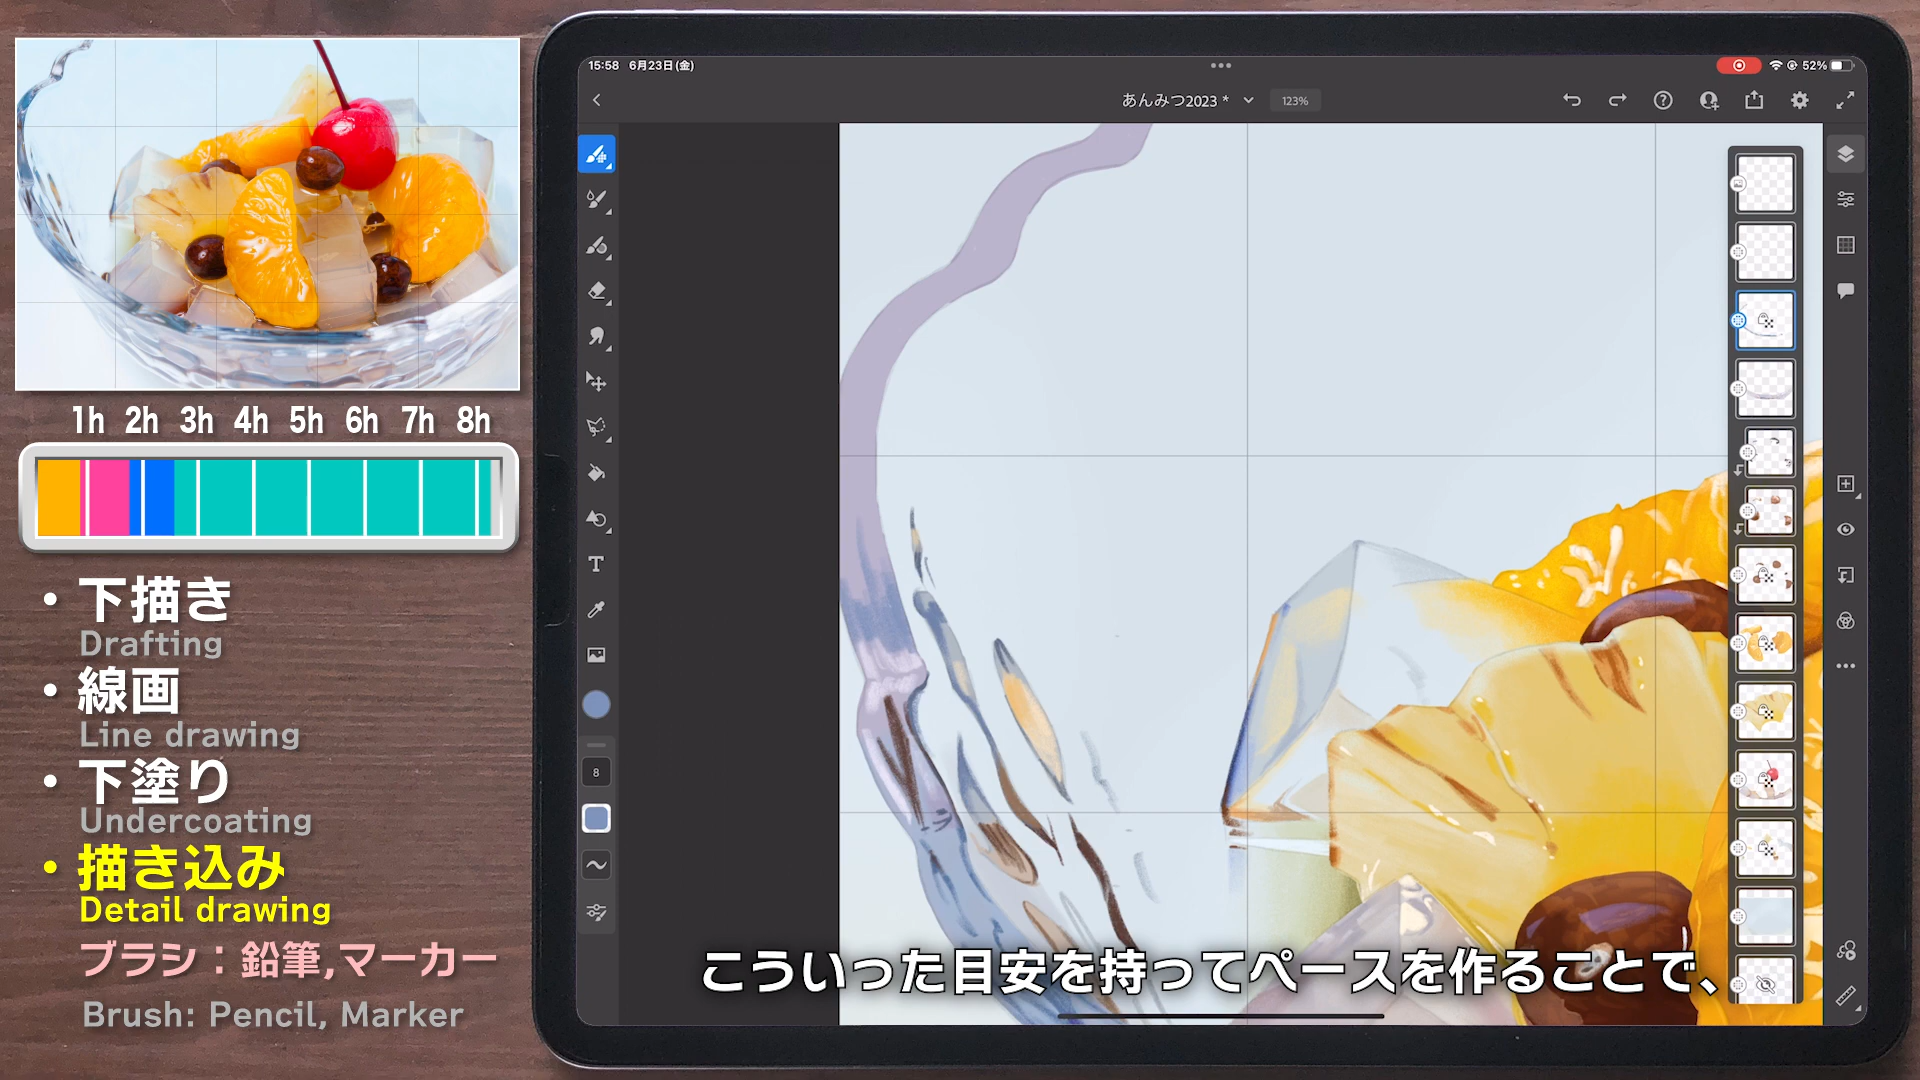 1h 2h 3h 4h 5h 6h 7h 8h
・下描き
Drafting
・線画
Line drawing
・下塗り
Undercoating
・描き込み
Detail drawing
ブラシ：鉛筆,マーカー
Brush: Pencil, Marker
15:58 6月23日(金)
52%
あんみつ2023 *
123%
T
8
こういった目安を持ってペースを作ることで、